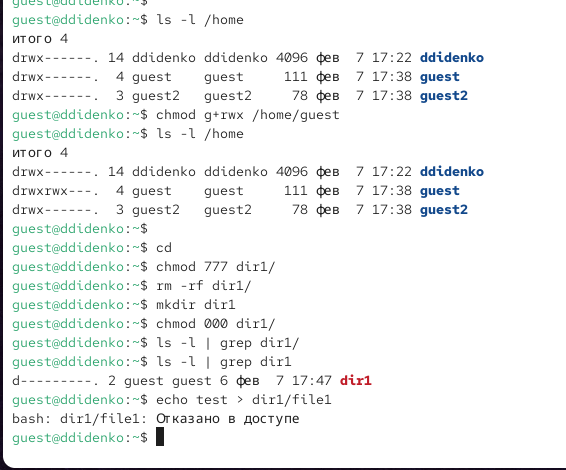 guest@ddidenko:~$
guest@ddidenko:~$ ls -l /home
итого 4
drwx------. 14 ddidenko ddidenko 4096 фев  7 17:22 ddidenko
drwx------.  4 guest    guest     111 фев  7 17:38 guest
drwx------.  3 guest2   guest2     78 фев  7 17:38 guest2
guest@ddidenko:~$ chmod g+rwx /home/guest
guest@ddidenko:~$ ls -l /home
итого 4
drwx------. 14 ddidenko ddidenko 4096 фев  7 17:22 ddidenko
drwxrwx---.  4 guest    guest     111 фев  7 17:38 guest
drwx------.  3 guest2   guest2     78 фев  7 17:38 guest2
guest@ddidenko:~$
guest@ddidenko:~$ cd
guest@ddidenko:~$ chmod 777 dir1/
guest@ddidenko:~$ rm -rf dir1/
guest@ddidenko:~$ mkdir dir1
guest@ddidenko:~$ chmod 000 dir1/
guest@ddidenko:~$ ls -l | grep dir1/
guest@ddidenko:~$ ls -l | grep dir1
d---------. 2 guest guest 6 фев  7 17:47 dir1
guest@ddidenko:~$ echo test > dir1/file1
bash: dir1/file1: Отказано в доступе
guest@ddidenko:~$